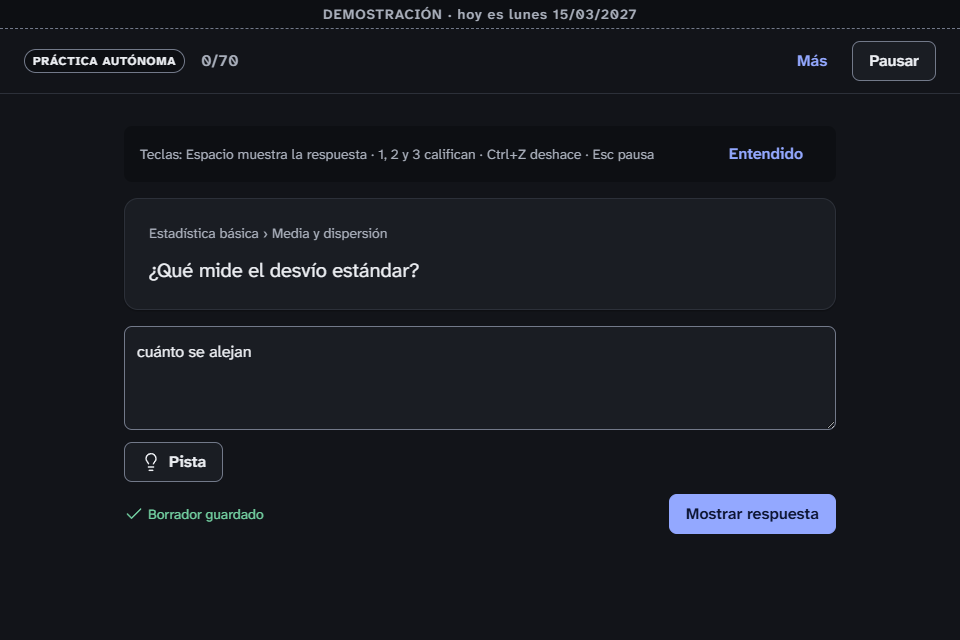 DEMOSTRACIÓN · hoy es lunes 15/03/2027
PRÁCTICA AUTÓNOMA 0/70 Más Pausar
Teclas: Espacio muestra la respuesta · 1, 2 y 3 califican · Ctrl+Z deshace · Esc pausa Entendido
Estadística básica › Media y dispersión
¿Qué mide el desvío estándar?
cuánto se alejan
Pista
Borrador guardado Mostrar respuesta